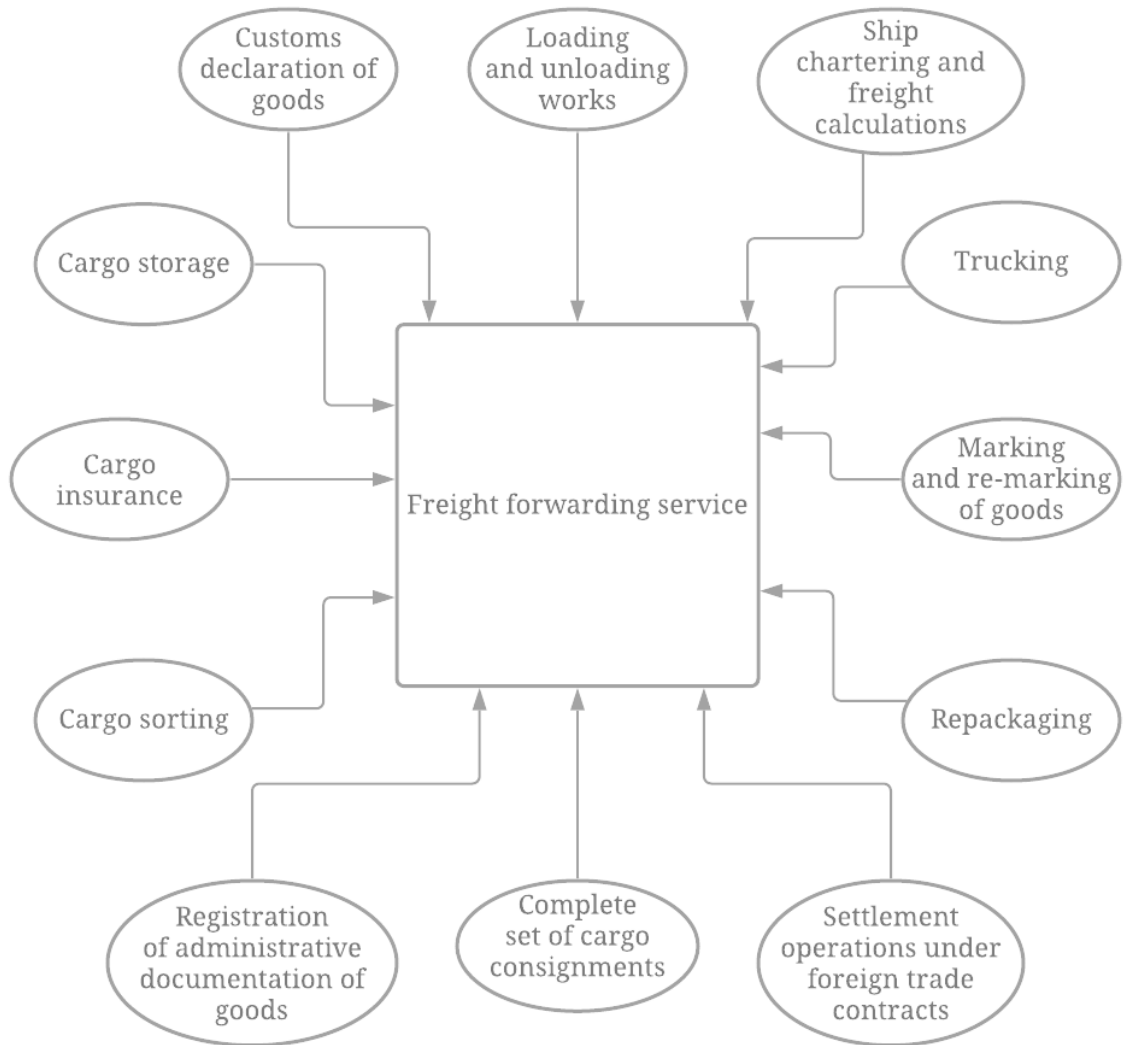 Customs
declaration of
goods
Loading
and unloading
works
Ship
chartering and
freight
calculations
Cargo storage
Trucking
Cargo
insurance
Freight forwarding service
Marking
and re-marking
of goods
Cargo sorting
Repackaging
Registration
of administrative
documentation of
goods
Complete
set of cargo
consignments
Settlement
operations under
foreign trade
contracts